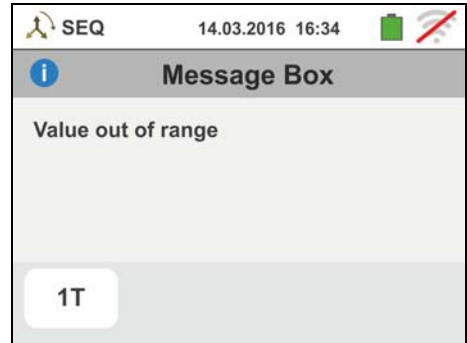 SEQ 14.03.2016 16:34
Message Box
Value out of range
1T